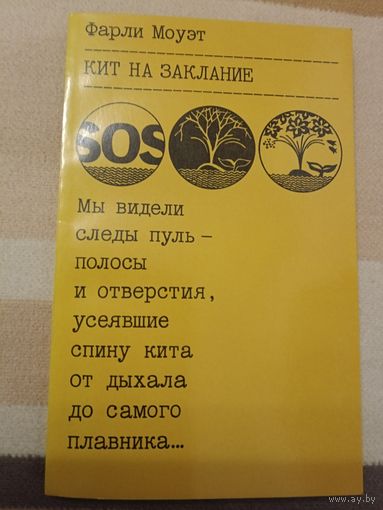 Фарли Моуэт
КИТ НА ЗАКЛАНИЕ
SOS
Мы видели
следы пуль –
полосы
и отверстия,
усеявшие
спину кита
от дыхала
до самого
плавника...
www.ay.by